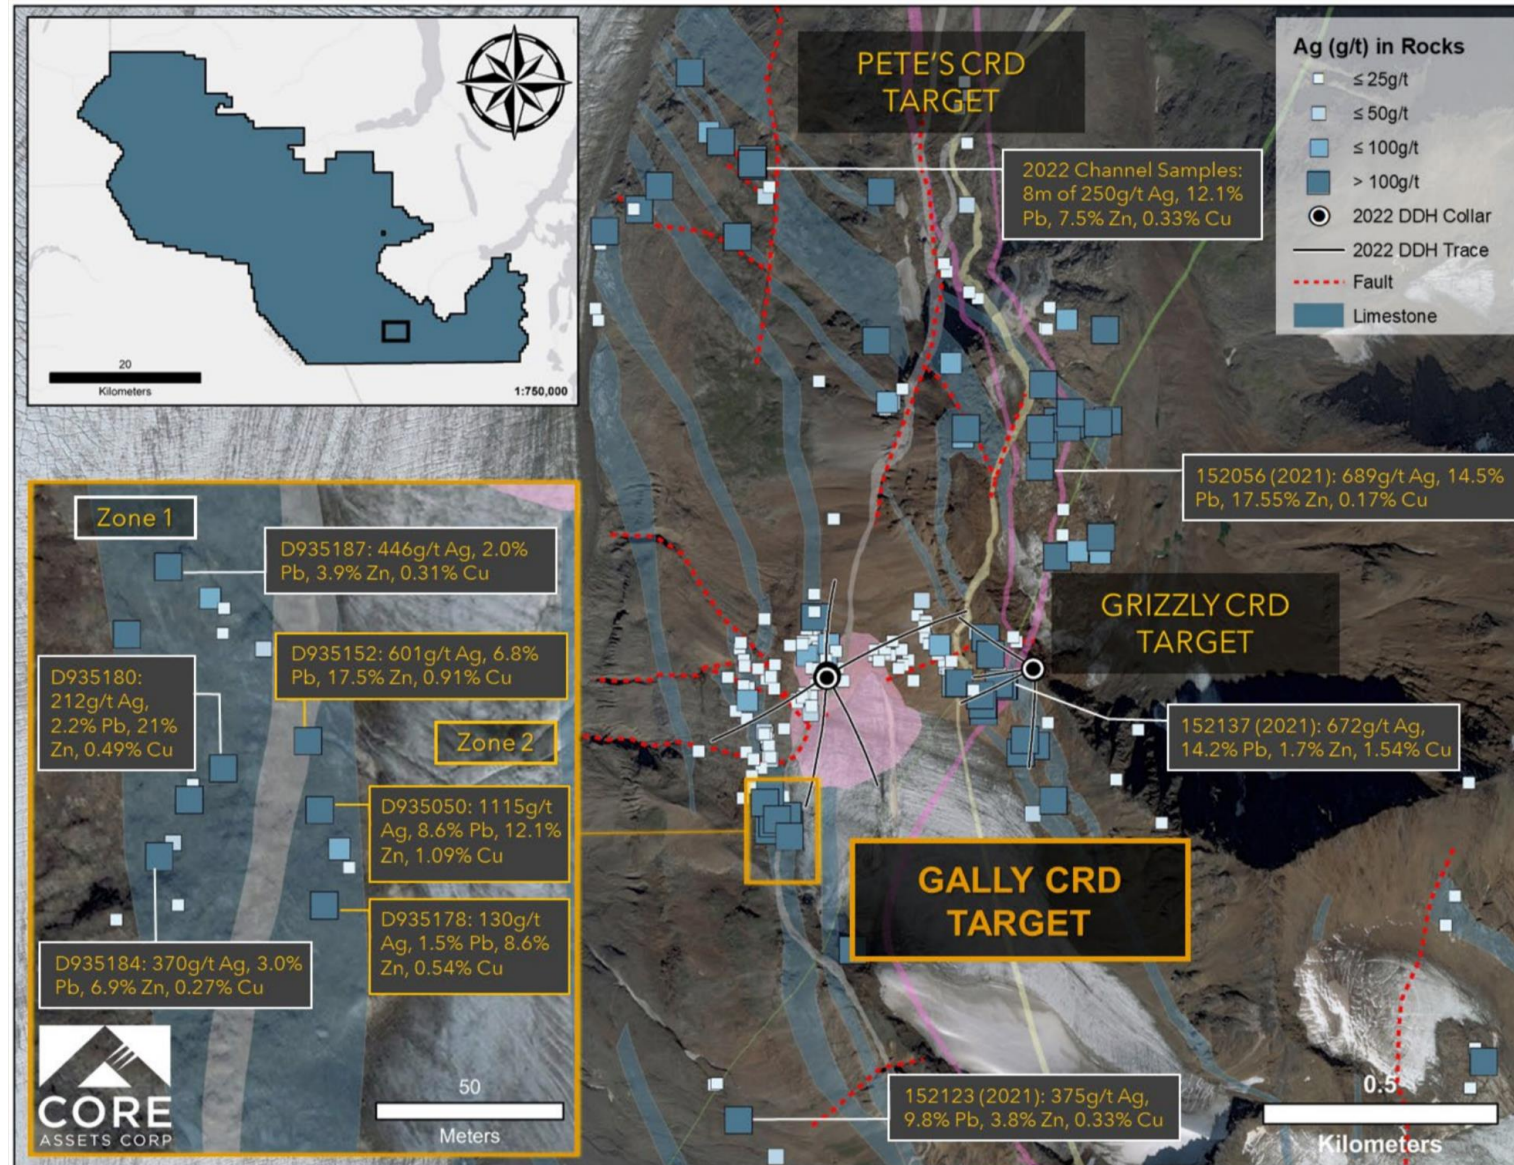 20
Kilometers
1:750,000
PETE'S CRD
TARGET
2022 Channel Samples:
8m of 250g/t Ag, 12.1%
Pb, 7.5% Zn, 0.33% Cu
Ag (g/t) in Rocks
≤ 25g/t
≤ 50g/t
≤ 100g/t
> 100g/t
2022 DDH Collar
2022 DDH Trace
Fault
Limestone
152056 (2021): 689g/t Ag, 14.5%
Pb, 17.55% Zn, 0.17% Cu
GRIZZLY CRD
TARGET
152137 (2021): 672g/t Ag,
14.2% Pb, 1.7% Zn, 1.54% Cu
GALLY CRD
TARGET
152123 (2021): 375g/t Ag,
9.8% Pb, 3.8% Zn, 0.33% Cu
0.5
Kilometers
Zone 1
D935187: 446g/t Ag, 2.0%
Pb, 3.9% Zn, 0.31% Cu
D935152: 601g/t Ag, 6.8%
Pb, 17.5% Zn, 0.91% Cu
D935180:
212g/t Ag,
2.2% Pb, 21%
Zn, 0.49% Cu
Zone 2
D935050: 1115g/t
Ag, 8.6% Pb, 12.1%
Zn, 1.09% Cu
D935178: 130g/t
Ag, 1.5% Pb, 8.6%
Zn, 0.54% Cu
D935184: 370g/t Ag, 3.0%
Pb, 6.9% Zn, 0.27% Cu
CORE
ASSETS CORP
50
Meters